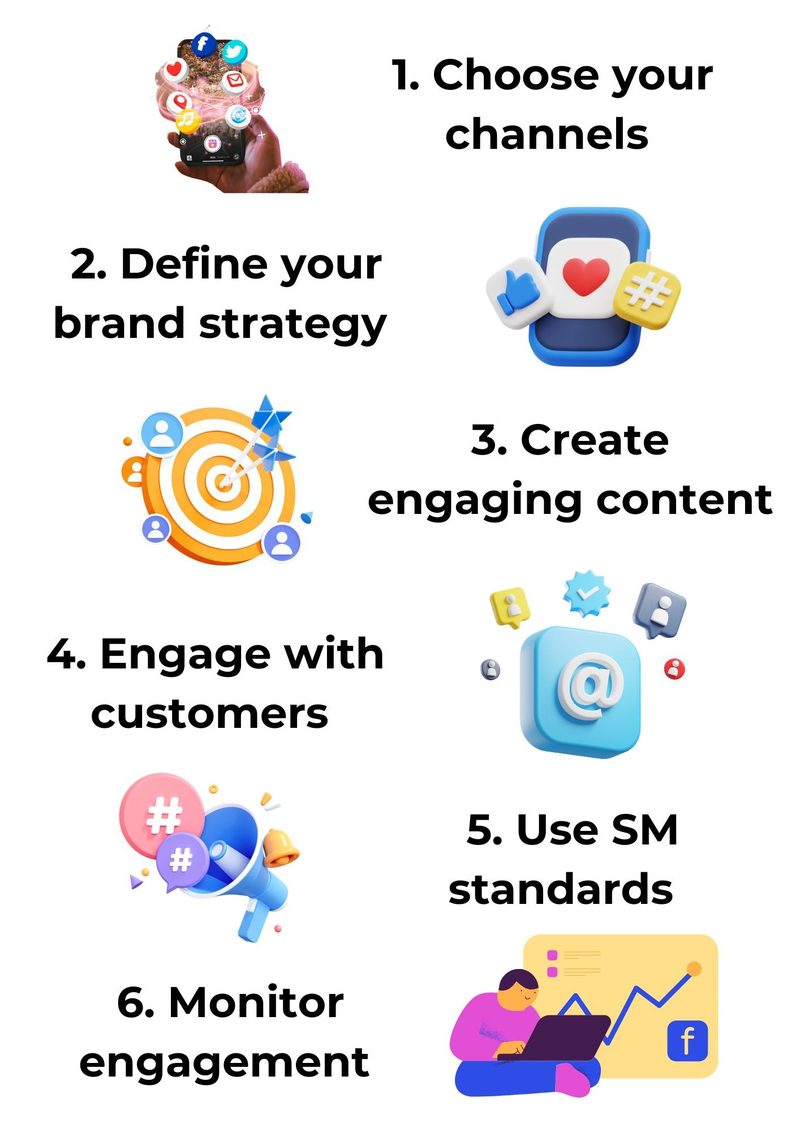 1. Choose your
channels
2. Define your
brand strategy
#
3. Create
engaging content
4. Engage with
customers
@
#
#
5. Use SM
standards
6. Monitor
engagement
f